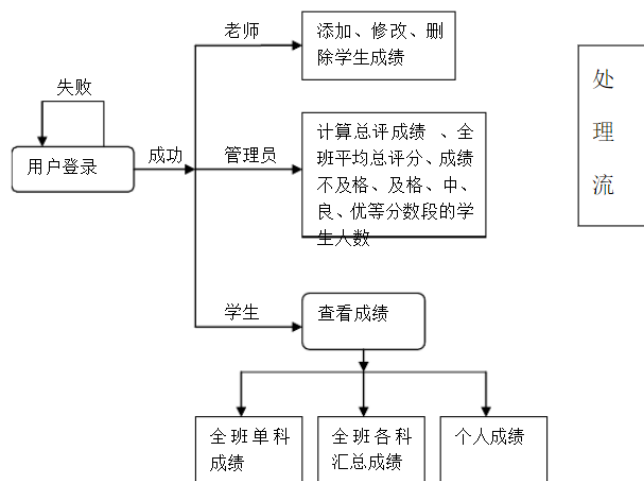 老师
添加、修改、删
除学生成绩
处
理
流
失败
用户登录
成功
管理员
计算总评成绩 、全
班平均总评分、成绩
不及格、及格、中、
良、优等分数段的学
生人数
学生
查看成绩
全班单科
成绩
全班各科
汇总成绩
个人成绩